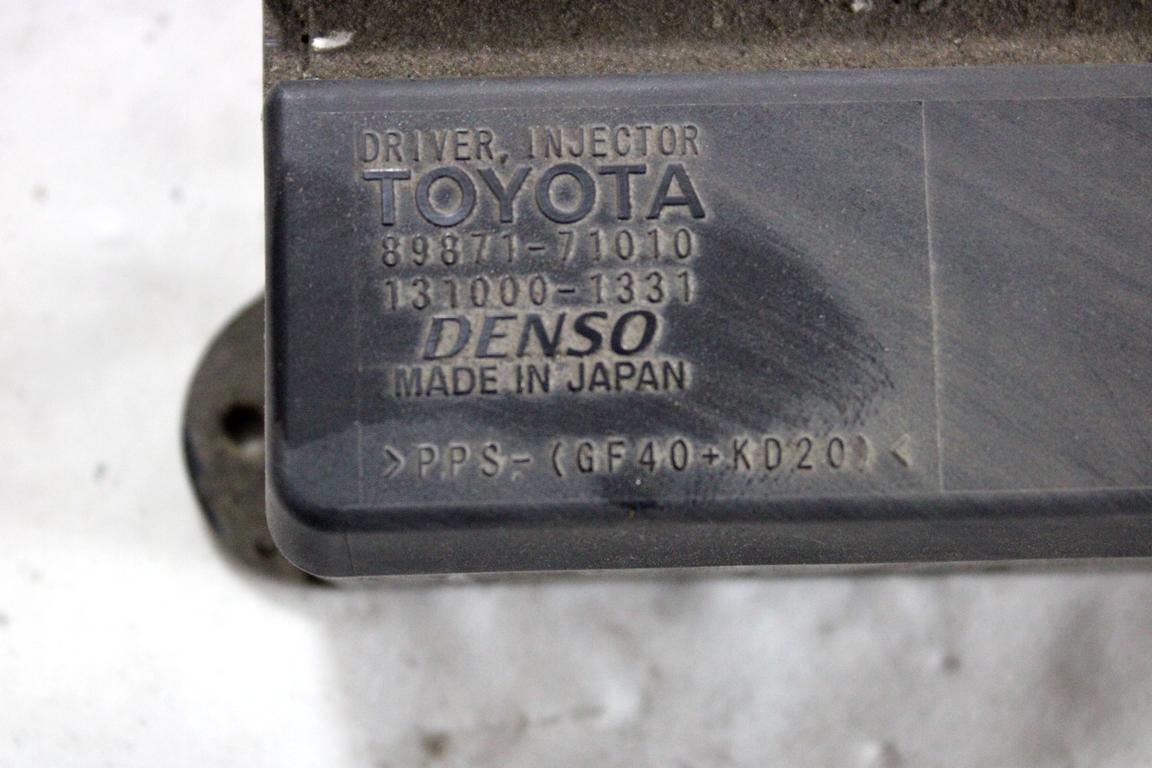 DRIVER, INJECTOR
TOYOTA
89871-71010
131000-1331
DENSO
MADE IN JAPAN
>PPS-(GF40+KD20)<